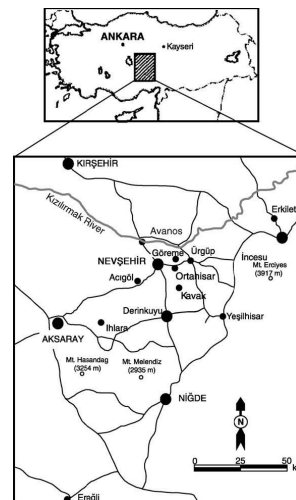 ANKARA
Kayseri
KIRŞEHİR
Kızılırmak River
Erkilet
Avanos
Göreme
Ürgüp
NEVŞEHİR
İncesu
Ortahisar
Mt. Erciyes
(3917 m)
Acıgöl
Kavak
Derinkuyu
Yeşilhisar
AKSARAY
Ihlara
Mt. Hasandag
(3254 m)
Mt. Melendiz
(2935 m)
NİĞDE
N
0 25 50
Ereğli